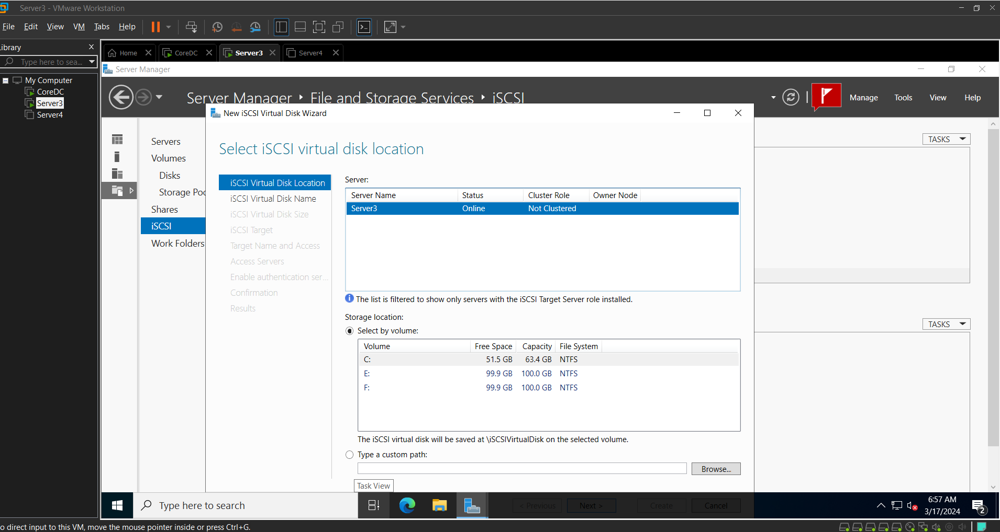 Server3 - VMware Workstation
File Edit View VM Tabs Help
Library
Type here to sea...
My Computer
CoreDC
Server3
Server4
Home CoreDC Server3 Server4
Server Manager
Server Manager File and Storage Services iSCSI
Manage Tools View Help
Servers
Volumes
Disks
Storage Poo
Shares
iSCSI
Work Folders
TASKS
TASKS
New iSCSI Virtual Disk Wizard
Select iSCSI virtual disk location
iSCSI Virtual Disk Location
iSCSI Virtual Disk Name
iSCSI Virtual Disk Size
iSCSI Target
Target Name and Access
Access Servers
Enable authentication ser...
Confirmation
Results
Server:
Server Name Status Cluster Role Owner Node
Server3 Online Not Clustered
The list is filtered to show only servers with the iSCSI Target Server role installed.
Storage location:
Select by volume:
Volume Free Space Capacity File System
C: 51.5 GB 63.4 GB NTFS
E: 99.9 GB 100.0 GB NTFS
F: 99.9 GB 100.0 GB NTFS
The iSCSI virtual disk will be saved at \iSCSIVirtualDisk on the selected volume.
Type a custom path:
Browse...
Task View
< Previous Next > Create Cancel
Type here to search
6:57 AM
3/17/2024
2
o direct input to this VM, move the mouse pointer inside or press Ctrl+G.